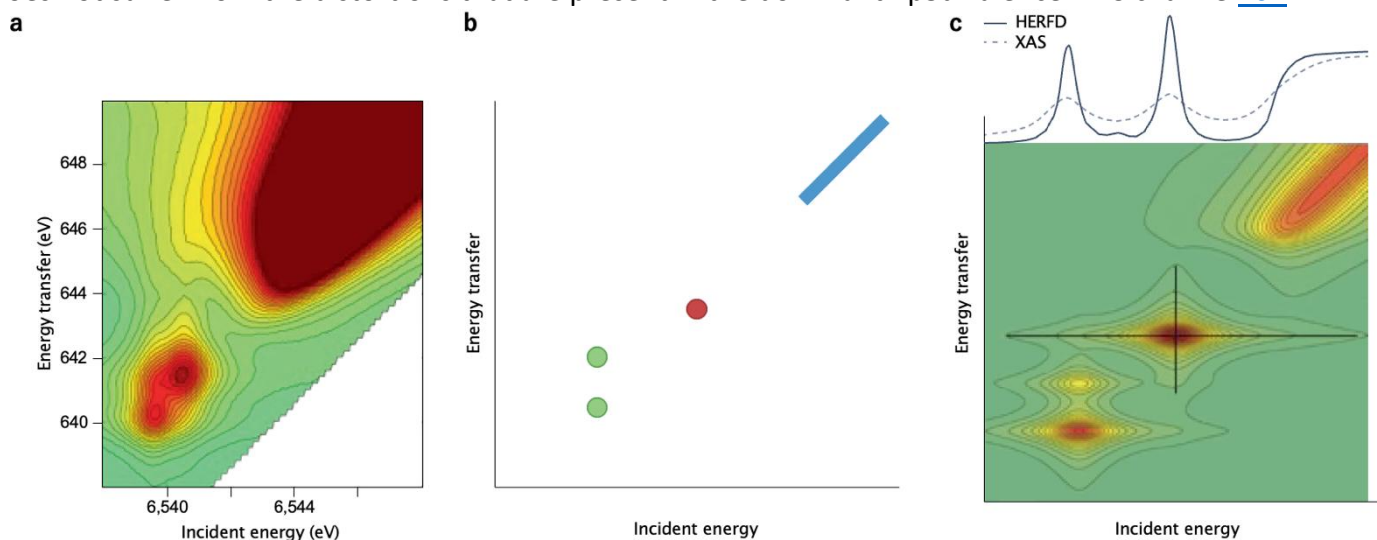 a
b
c
HERFD
XAS
648
646
644
642
640
Energy transfer (eV)
6,540
6,544
Incident energy (eV)
Energy transfer
Incident energy
Energy transfer
Incident energy